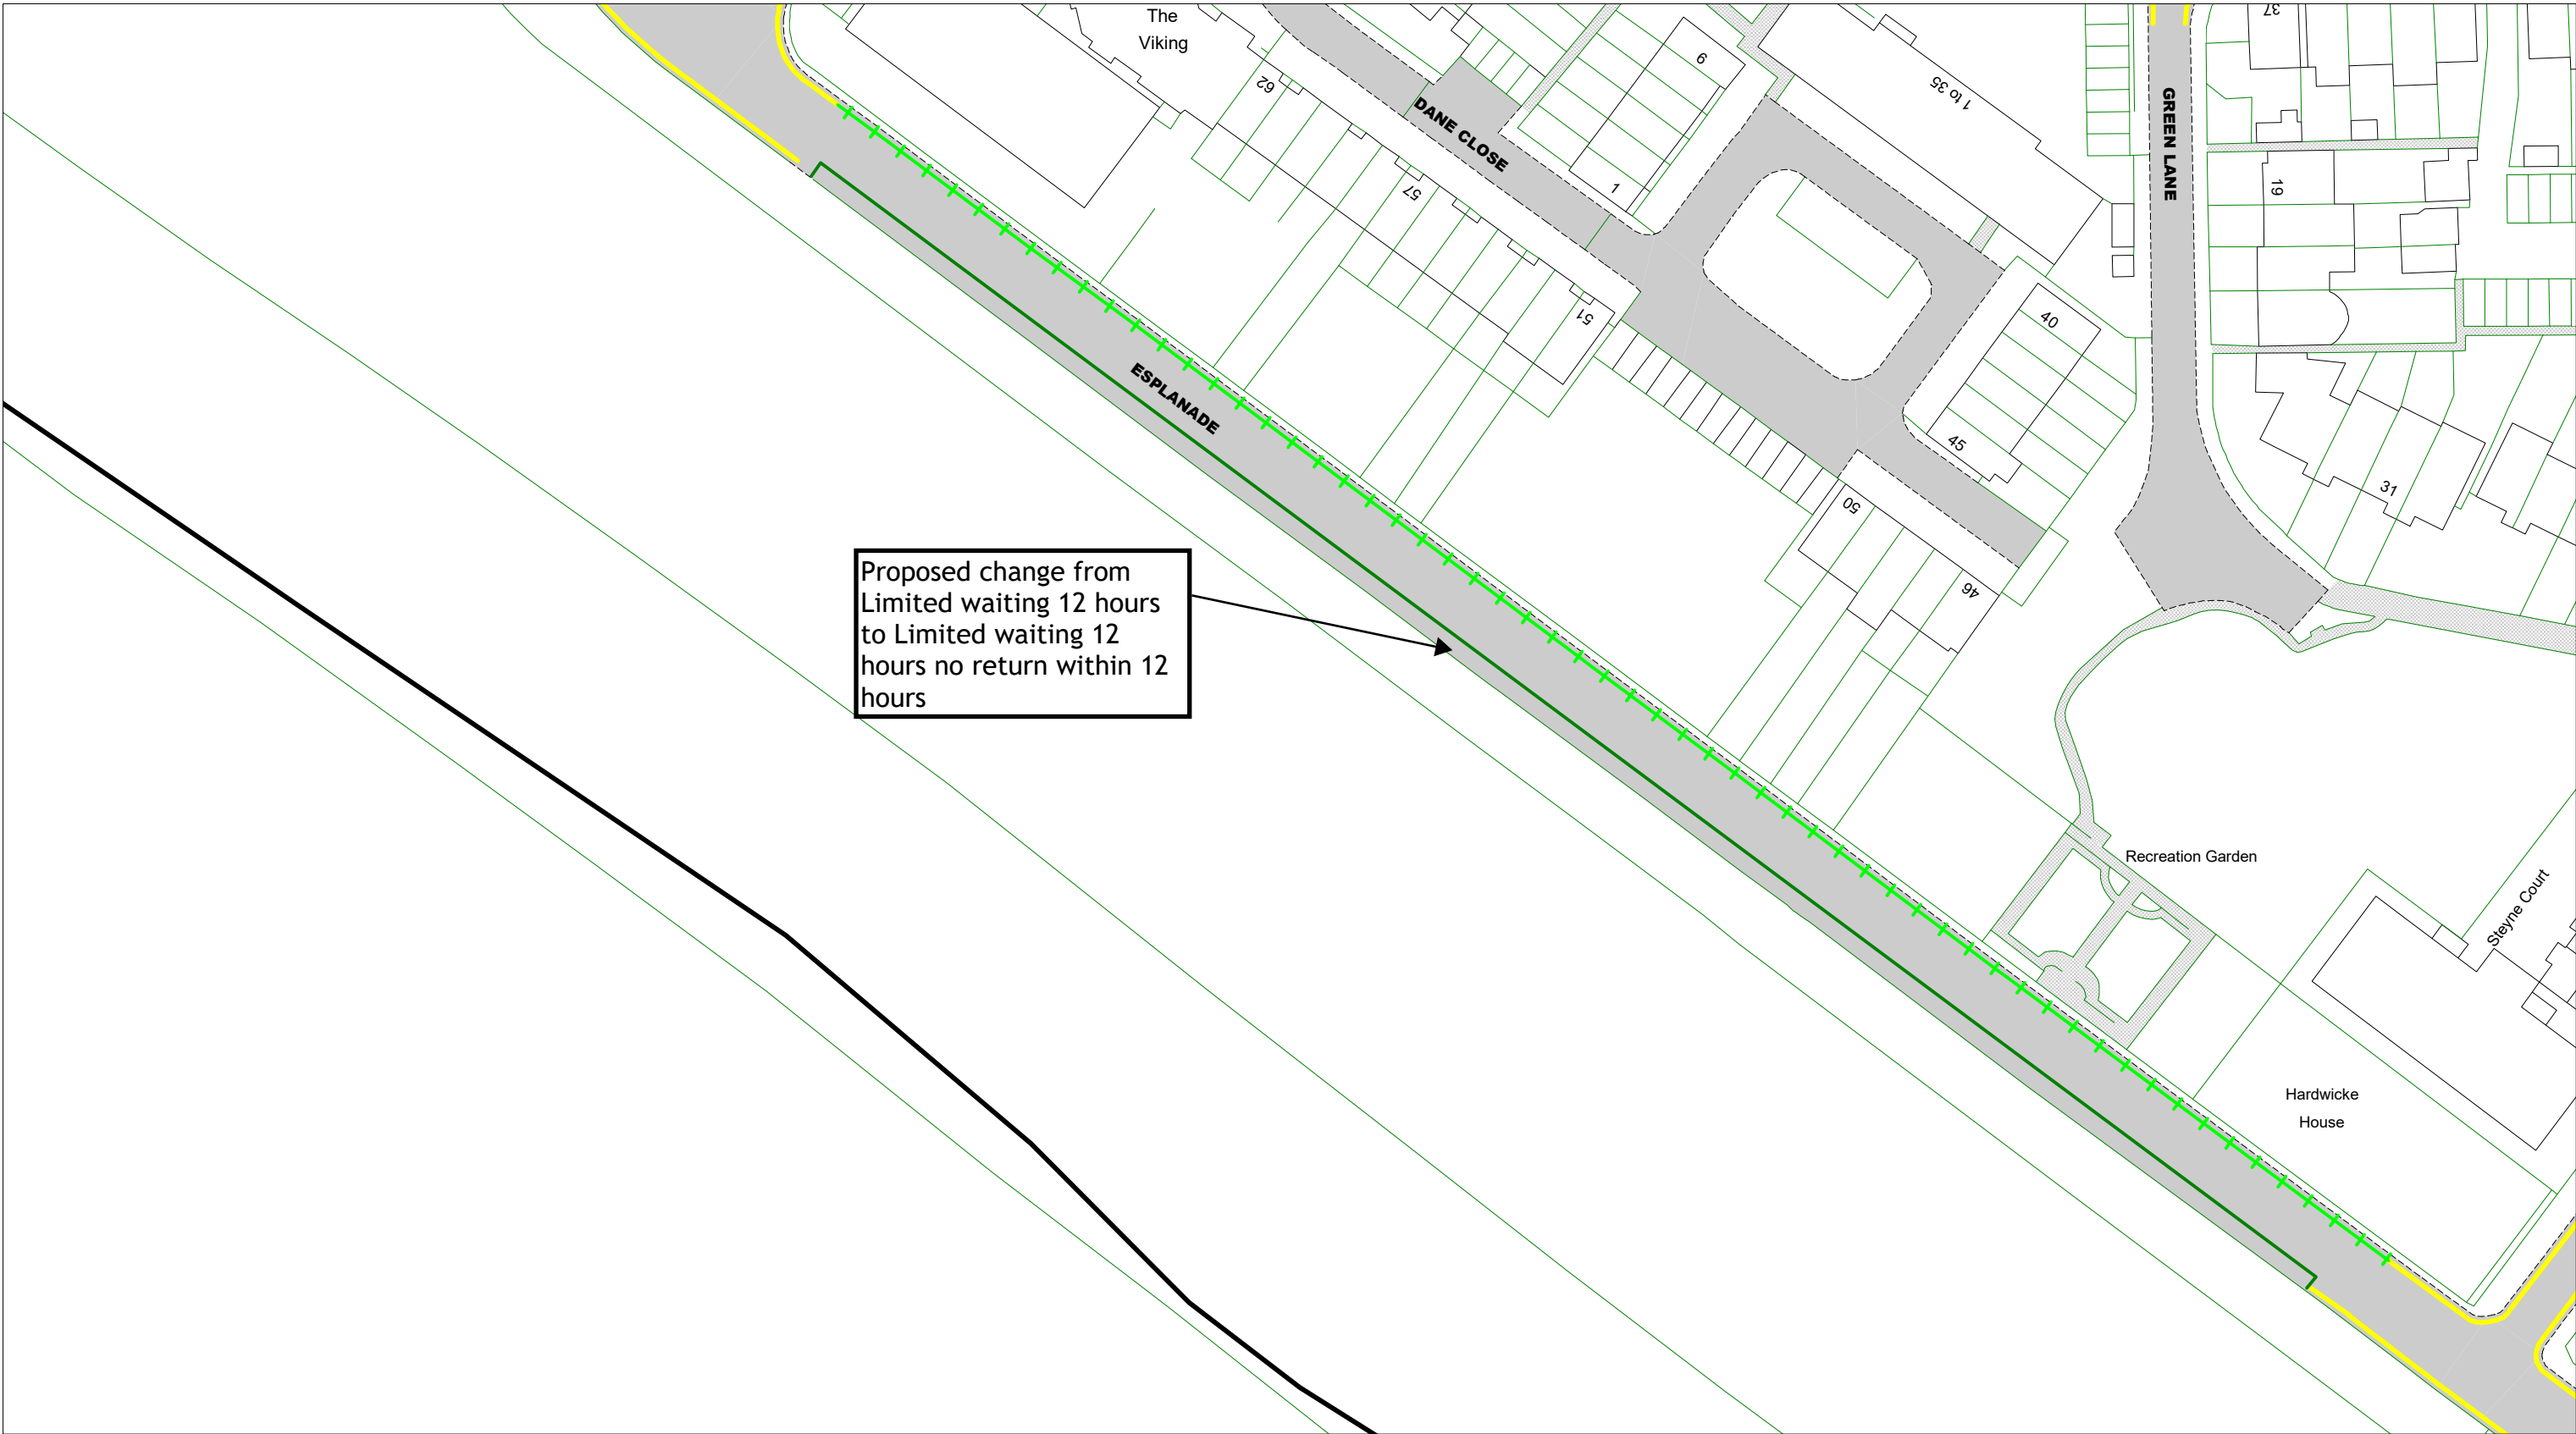 The
Viking
62
57
51
DANE CLOSE
9
1
1 to 35
GREEN LANE
37
19
40
45
31
50
46
ESPLANADE
Proposed change from
Limited waiting 12 hours
to Limited waiting 12
hours no return within 12
hours
Recreation Garden
Steyne Court
Hardwicke
House